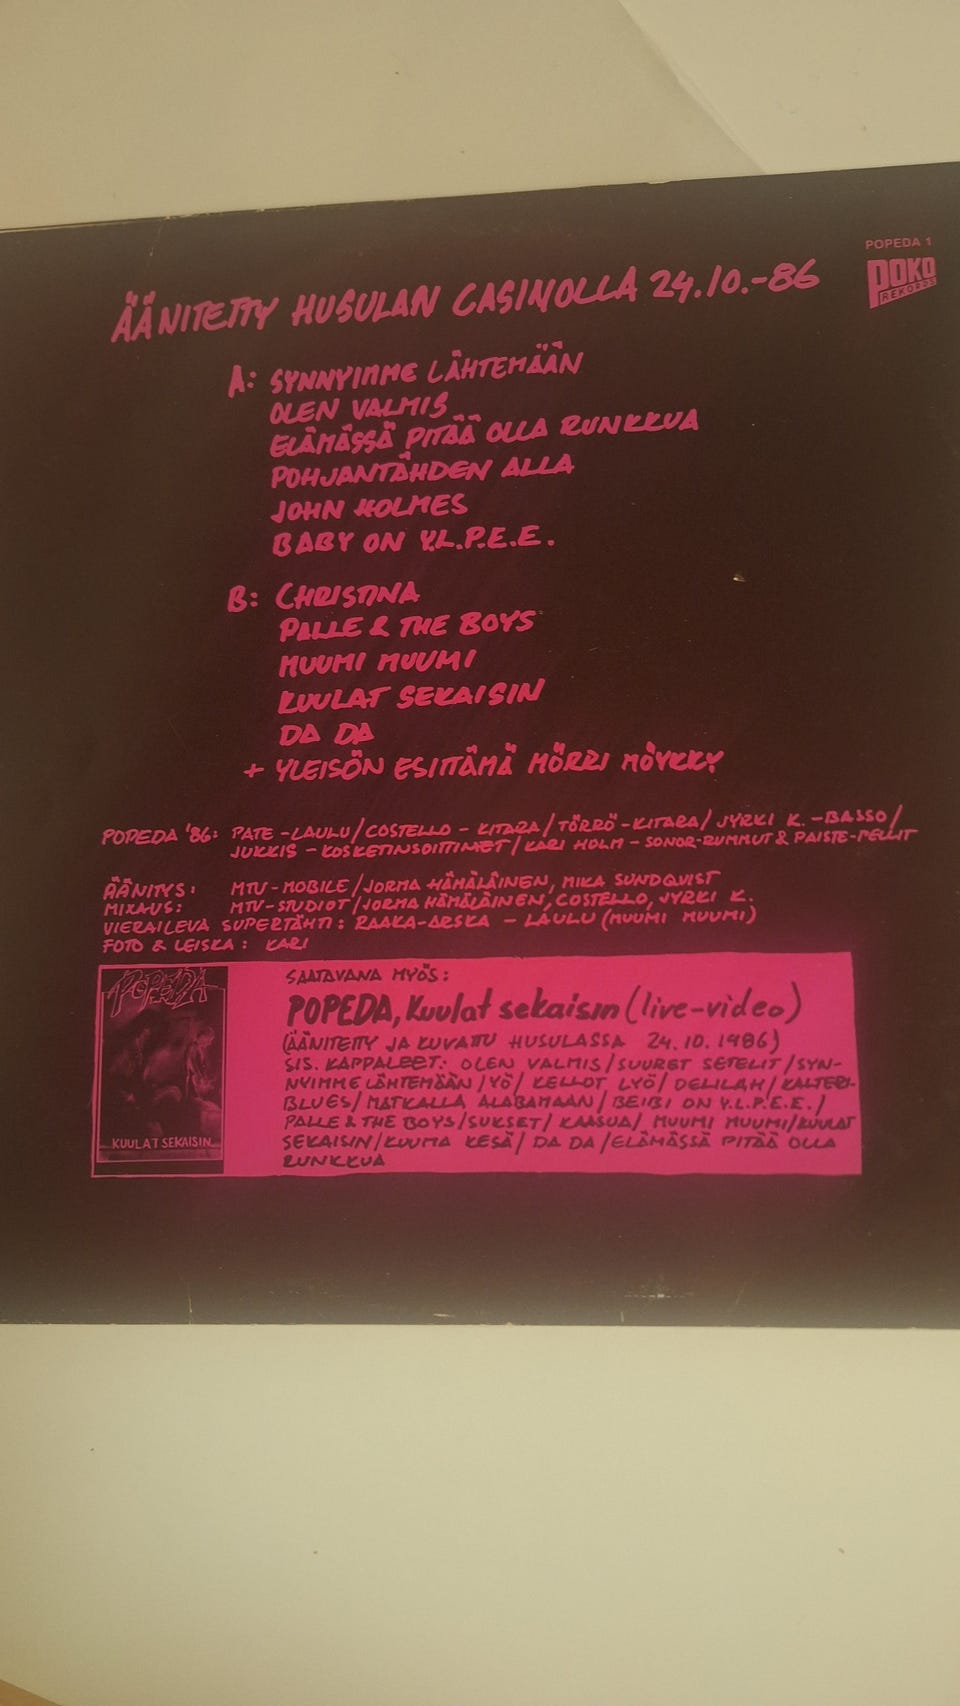 POPEDA 1
POKO
REKORDS
ÄÄNITETTY HUSULAN CASINOLLA 24.10.-86
A: SYNNYIMME LÄHTEMÄÄN
OLEN VALMIS
ELÄMÄSSÄ PITÄÄ OLLA RUNKKUA
POHJANTÄHDEN ALLA
JOHN HOLMES
BABY ON Y.L.P.E.E.
B: CHRISTINA
PALLE & THE BOYS
MUUMI MUUMI
KUULAT SEKAISIN
DA DA
+ YLEISÖN ESITTÄMÄ MÖRRI MÖYKKY
POPEDA '86: PATE - LAULU/COSTELLO - KITARA/TÖRRÖ - KITARA/JYRKI K. - BASSO/
JUKKIS - KOSKETINSOITTIMET/KARI HOLM - SONOR-RUMMUT & PAISTE-PELLIT
ÄÄNITYS: MTV-MOBILE/JORMA HÄMÄLÄINEN, MIKA SUNDQVIST
MIXAUS: MTV-STUDIOT/JORMA HÄMÄLÄINEN, COSTELLO, JYRKI K.
VIERAILEVA SUPERTÄHTI: RAAKA-ARSKA - LAULU (MUUMI MUUMI)
FOTO & LEISKA: KARI
POPEDA
KUULAT SEKAISIN
SAATAVANA MYÖS:
POPEDA, Kuulat sekaisin (live-video)
(ÄÄNITETTY JA KUVATTU HUSULASSA 24.10.1986)
SIS. KAPPALEET: OLEN VALMIS/SUURET SETELIT/SYN-
NYIMME LÄHTEMÄÄN/YÖ/KELLOT LYÖ/DELILAH/KALTERI-
BLUES/MATKALLA ALABAMAAN/BEIBI ON Y.L.P.E.E./
PALLE & THE BOYS/SUKSET/KAASUA/MUUMI MUUMI/KUULAT
SEKAISIN/KUUMA KESÄ/DA DA/ELÄMÄSSÄ PITÄÄ OLLA
RUNKKUA